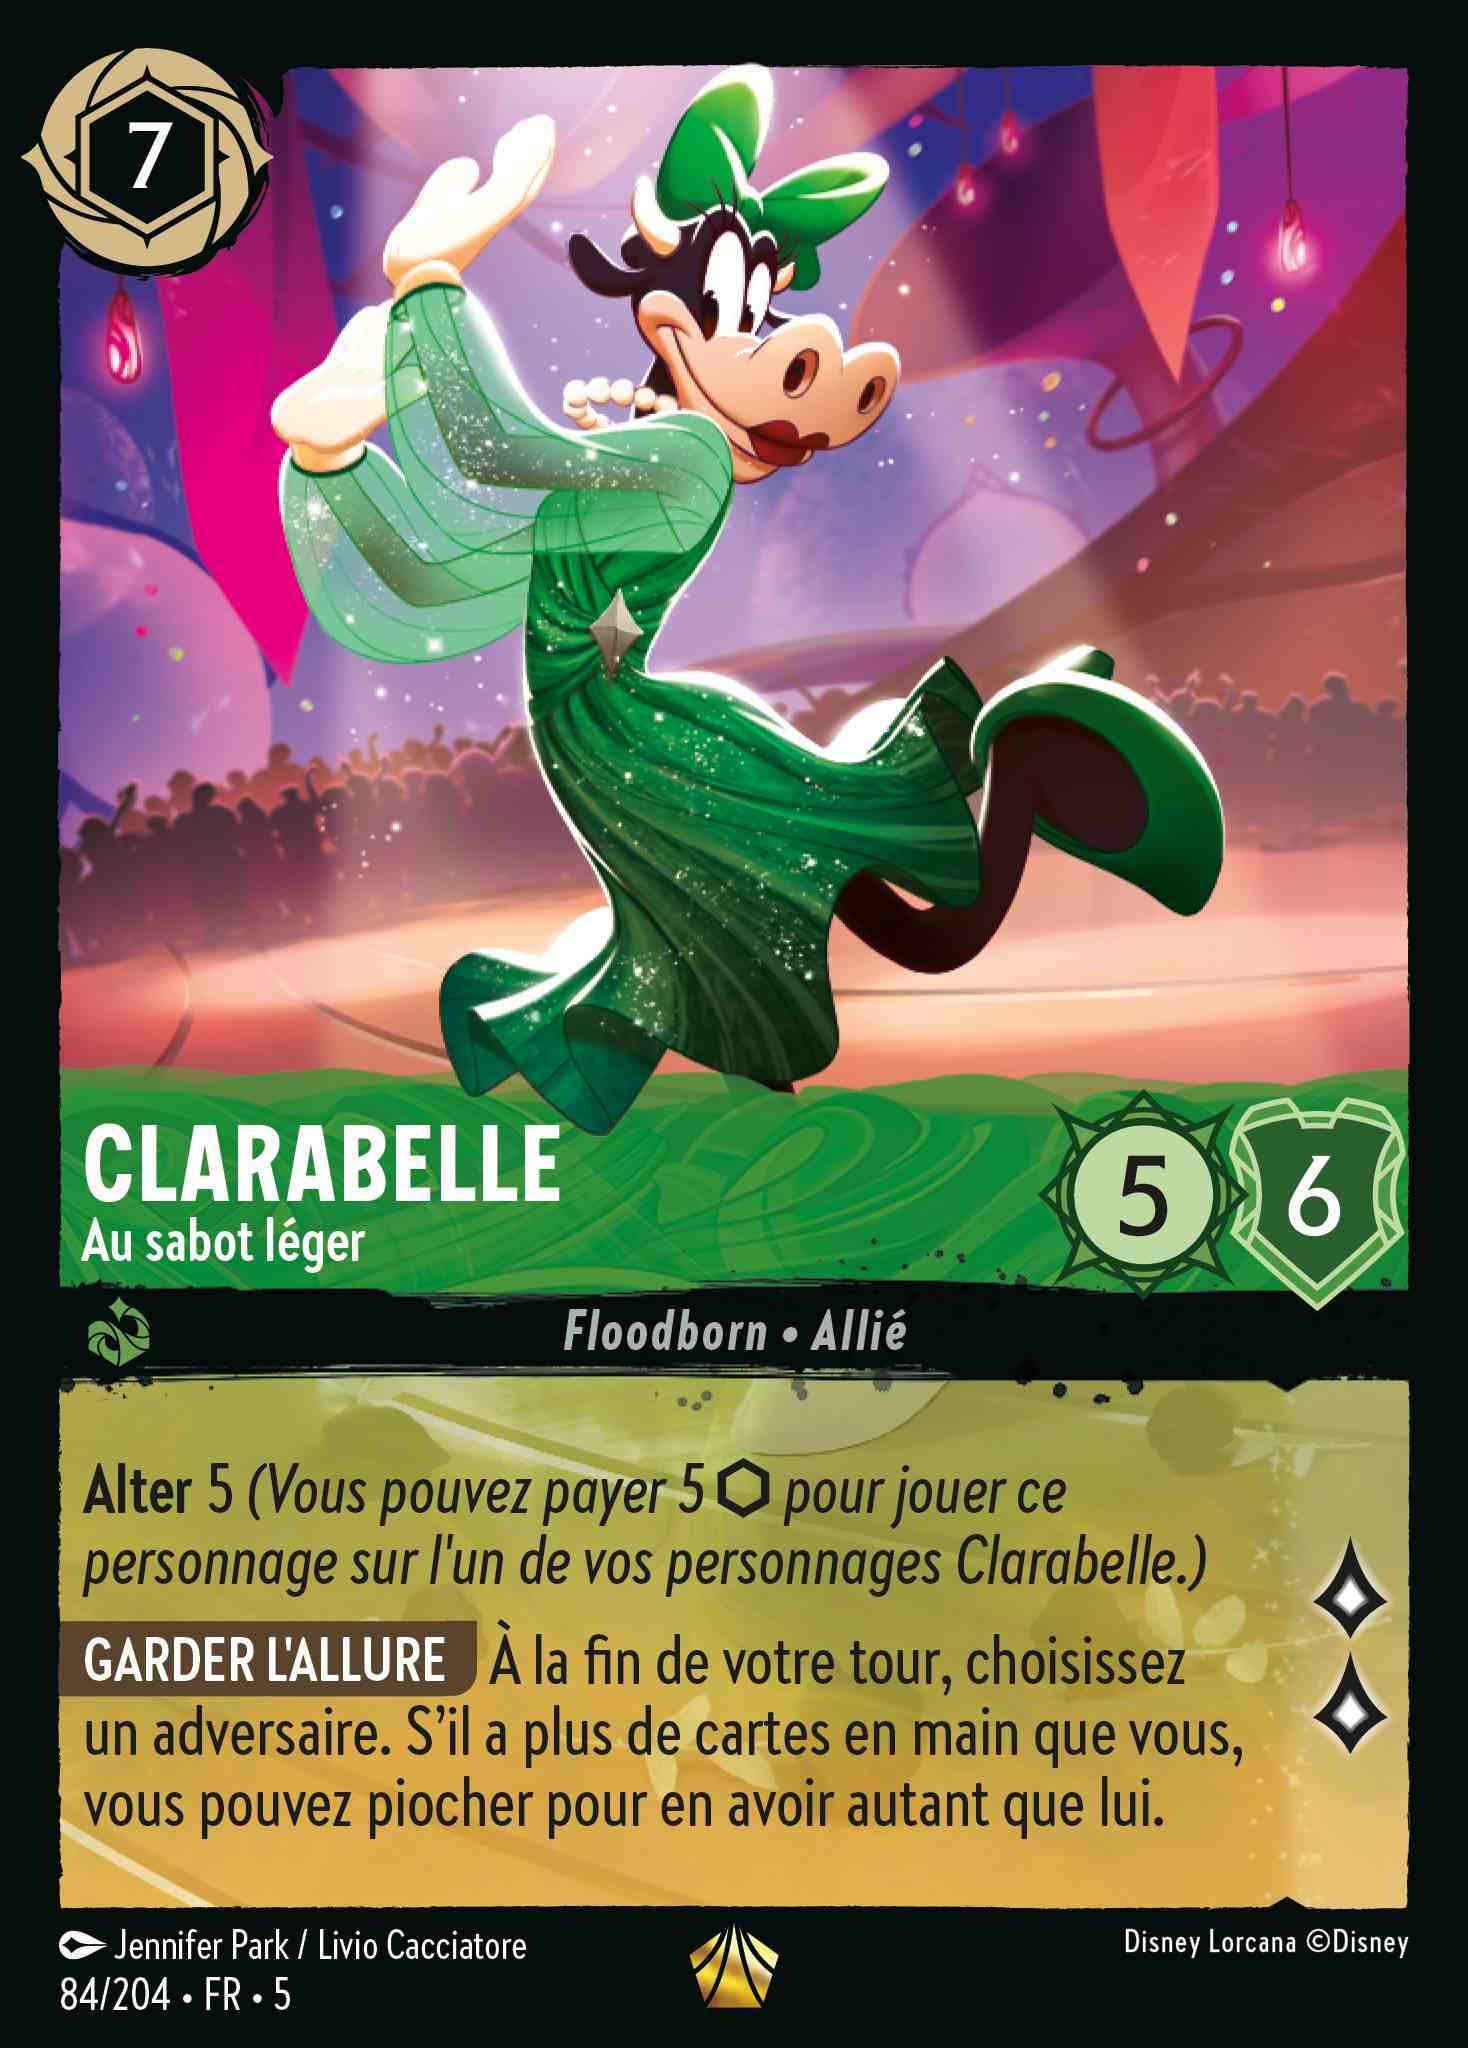 7
CLARABELLE
Au sabot léger
5
6
Floodborn • Allié
Alter 5 (Vous pouvez payer 5 ⬡ pour jouer ce
personnage sur l'un de vos personnages Clarabelle.)
GARDER L'ALLURE À la fin de votre tour, choisissez
un adversaire. S’il a plus de cartes en main que vous,
vous pouvez piocher pour en avoir autant que lui.
Jennifer Park / Livio Cacciatore
Disney Lorcana ©Disney
84/204 • FR • 5